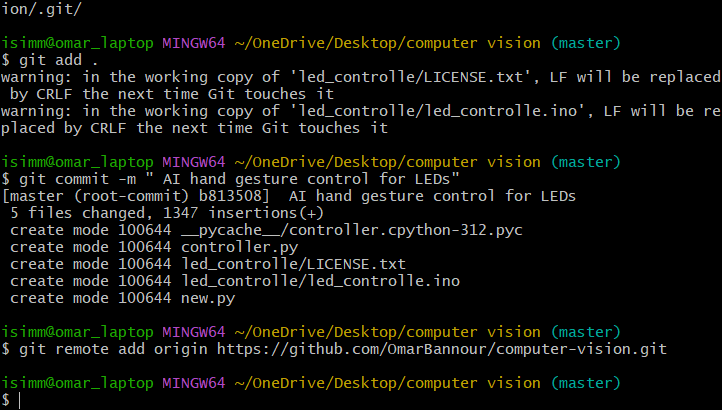 ion/.git/
isimm@omar_laptop MINGW64 ~/OneDrive/Desktop/computer vision (master)
$ git add .
warning: in the working copy of 'led_controlle/LICENSE.txt', LF will be replaced
 by CRLF the next time Git touches it
warning: in the working copy of 'led_controlle/led_controlle.ino', LF will be re
placed by CRLF the next time Git touches it
isimm@omar_laptop MINGW64 ~/OneDrive/Desktop/computer vision (master)
$ git commit -m " AI hand gesture control for LEDs"
[master (root-commit) b813508]  AI hand gesture control for LEDs
 5 files changed, 1347 insertions(+)
 create mode 100644 __pycache__/controller.cpython-312.pyc
 create mode 100644 controller.py
 create mode 100644 led_controlle/LICENSE.txt
 create mode 100644 led_controlle/led_controlle.ino
 create mode 100644 new.py
isimm@omar_laptop MINGW64 ~/OneDrive/Desktop/computer vision (master)
$ git remote add origin https://github.com/OmarBannour/computer-vision.git
isimm@omar_laptop MINGW64 ~/OneDrive/Desktop/computer vision (master)
$